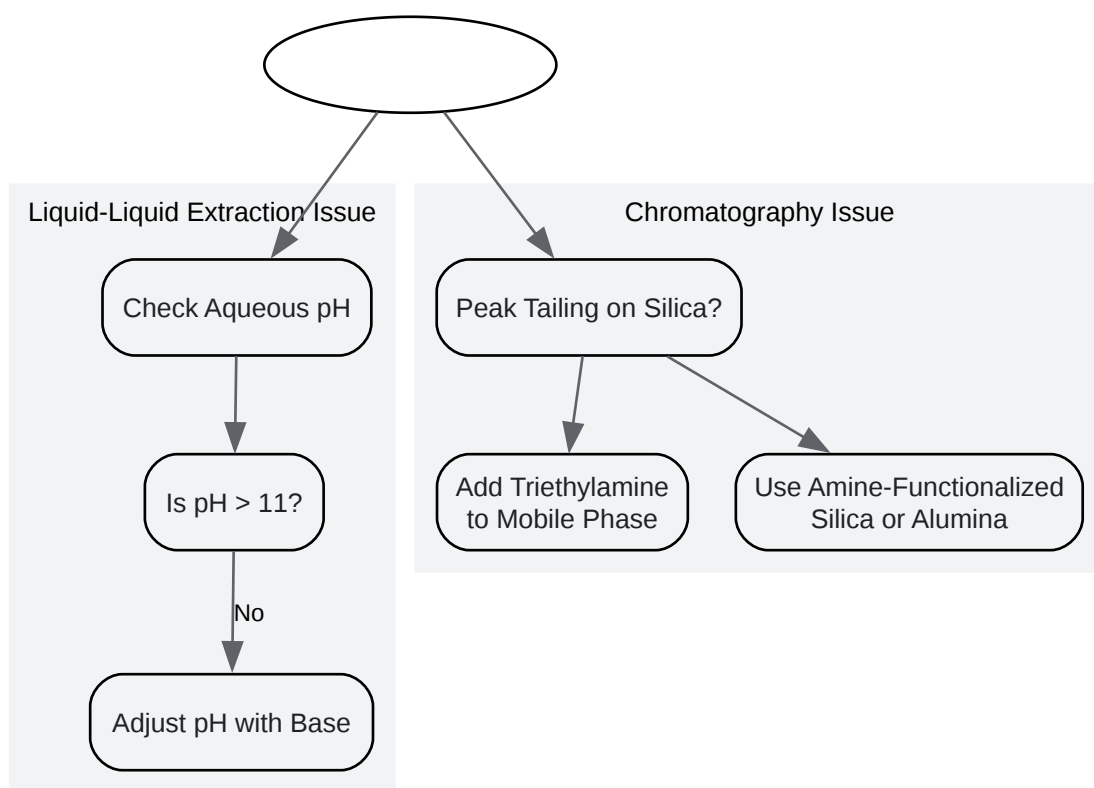 Liquid-Liquid Extraction Issue
Check Aqueous pH
Is pH > 11?
No
Adjust pH with Base
Chromatography Issue
Peak Tailing on Silica?
Add Triethylamine
to Mobile Phase
Use Amine-Functionalized
Silica or Alumina